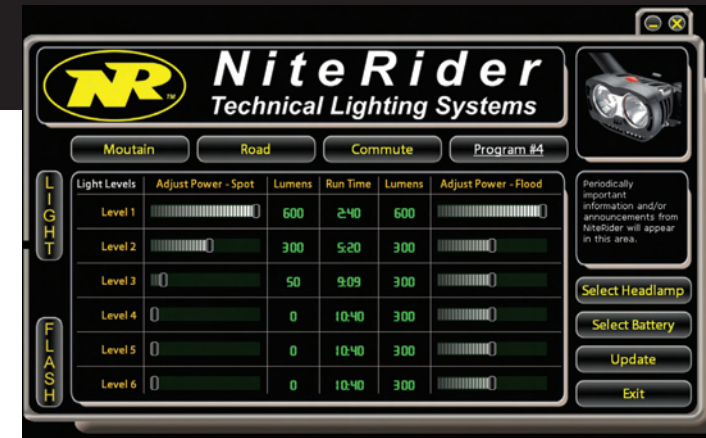 NR
TM
NiteRider
Technical Lighting Systems
Moutain Road Commute Program #4
LIGHT
FLASH
Light Levels Adjust Power - Spot Lumens Run Time Lumens Adjust Power - Flood
Level 1 600 2:40 600
Level 2 300 5:20 300
Level 3 50 9:09 300
Level 4 0 10:40 300
Level 5 0 10:40 300
Level 6 0 10:40 300
Periodically
important
information and/or
announcements from
NiteRider will appear
in this area.
Select Headlamp
Select Battery
Update
Exit